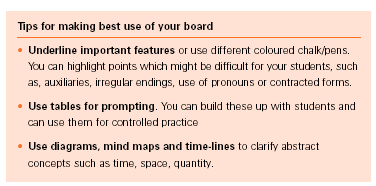 Tips for making best use of your board
• Underline important features or use different coloured chalk/pens.
You can highlight points which might be difficult for your students, such
as, auxiliaries, irregular endings, use of pronouns or contracted forms.
• Use tables for prompting. You can build these up with students and
can use them for controlled practice
• Use diagrams, mind maps and time-lines to clarify abstract
concepts such as time, space, quantity.